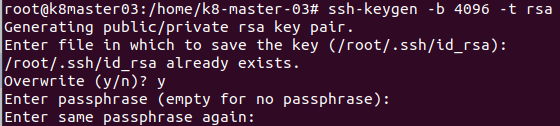 root@k8master03:/home/k8-master-03# ssh-keygen -b 4096 -t rsa
Generating public/private rsa key pair.
Enter file in which to save the key (/root/.ssh/id_rsa):
/root/.ssh/id_rsa already exists.
Overwrite (y/n)? y
Enter passphrase (empty for no passphrase):
Enter same passphrase again: